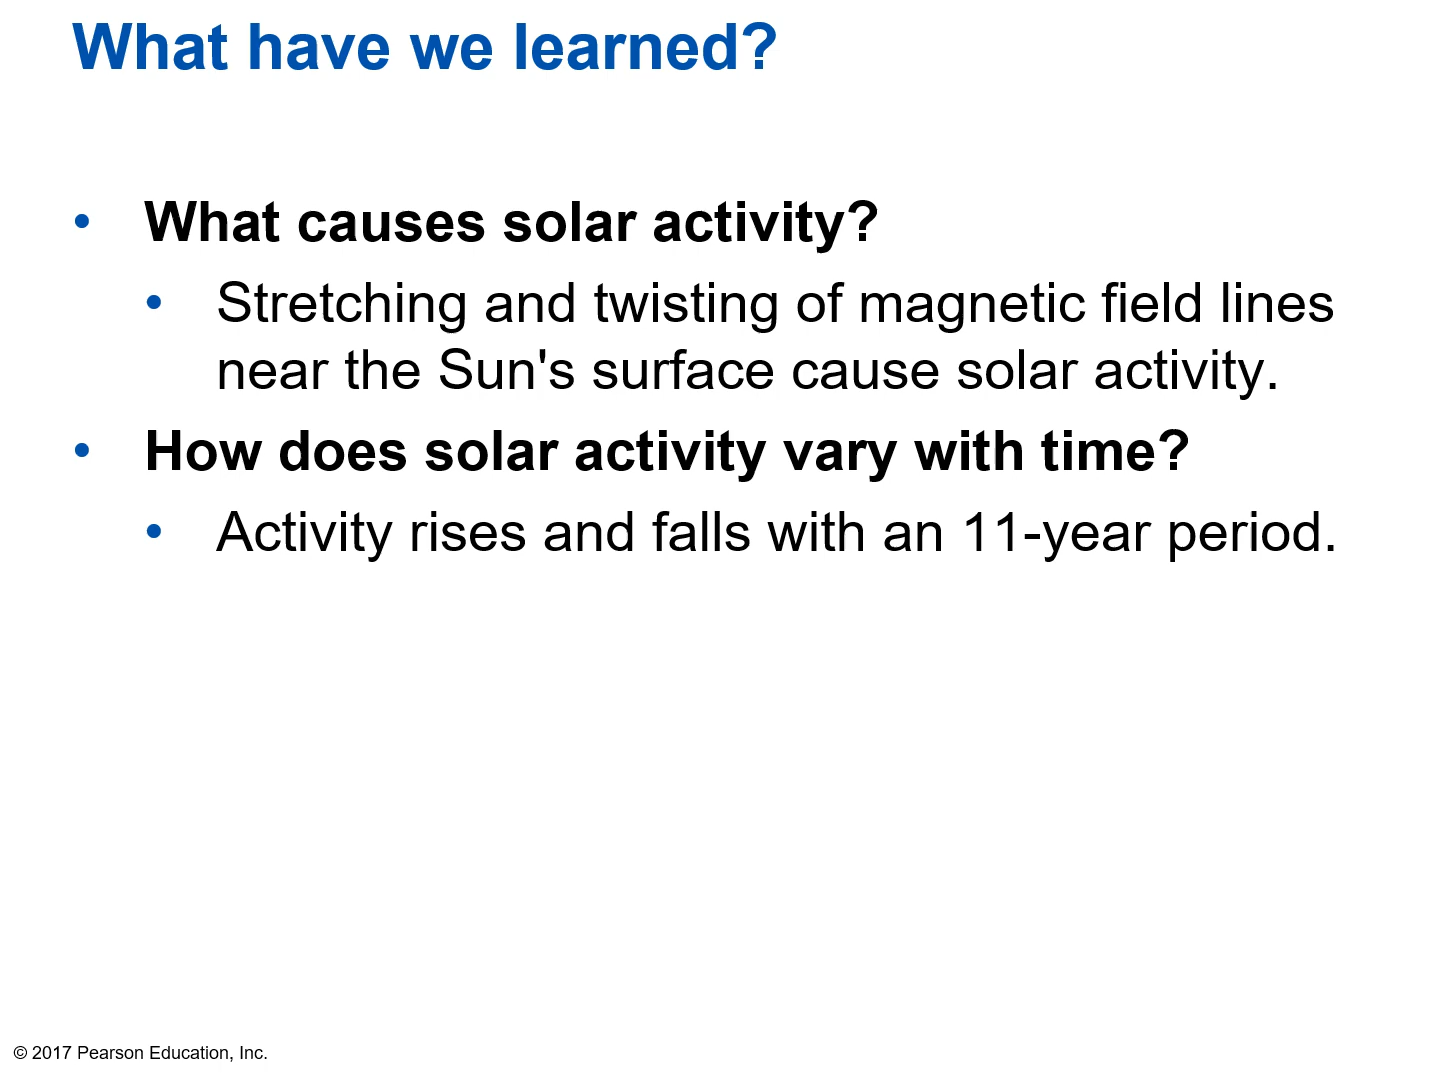 What have we learned?
• What causes solar activity?
• Stretching and twisting of magnetic field lines
near the Sun's surface cause solar activity.
• How does solar activity vary with time?
• Activity rises and falls with an 11-year period.
© 2017 Pearson Education, Inc.